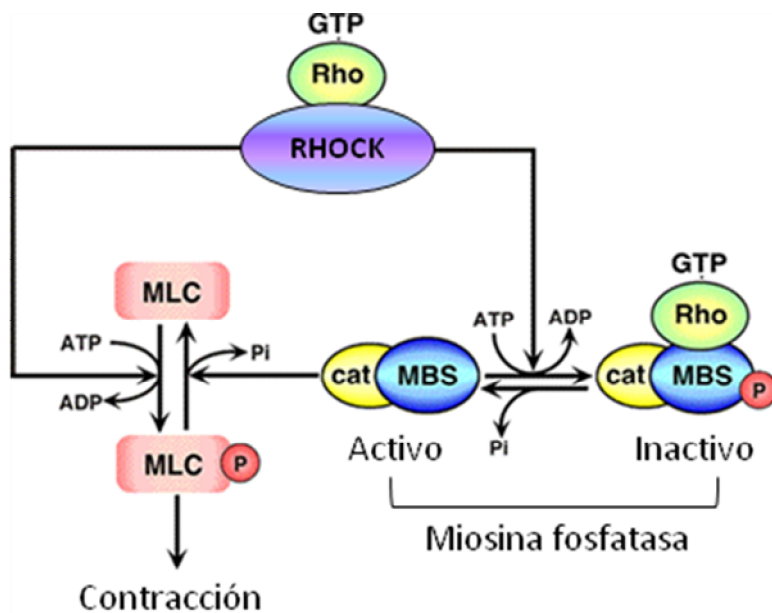 GTP
Rho
RHOCK
MLC
ATP
Pi
ADP
MLC P
Contracción
cat MBS
Activo
ATP
ADP
Pi
GTP
Rho
cat MBS P
Inactivo
Miosina fosfatasa